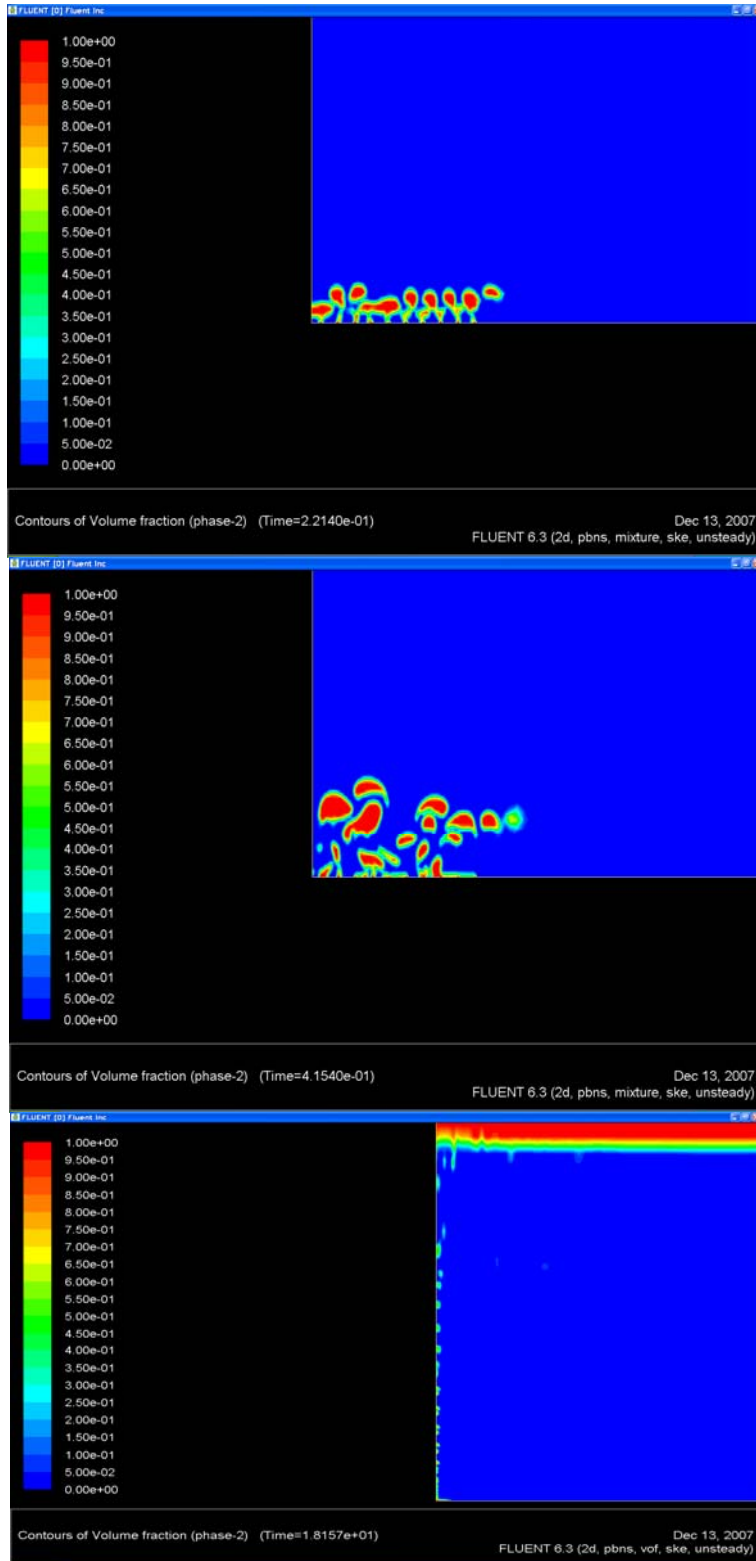 FLUENT [0] Fluent Inc
1.00e+00
9.50e-01
9.00e-01
8.50e-01
8.00e-01
7.50e-01
7.00e-01
6.50e-01
6.00e-01
5.50e-01
5.00e-01
4.50e-01
4.00e-01
3.50e-01
3.00e-01
2.50e-01
2.00e-01
1.50e-01
1.00e-01
5.00e-02
0.00e+00
Contours of Volume fraction (phase-2) (Time=2.2140e-01)
Dec 13, 2007
FLUENT 6.3 (2d, pbns, mixture, ske, unsteady)
FLUENT [0] Fluent Inc
1.00e+00
9.50e-01
9.00e-01
8.50e-01
8.00e-01
7.50e-01
7.00e-01
6.50e-01
6.00e-01
5.50e-01
5.00e-01
4.50e-01
4.00e-01
3.50e-01
3.00e-01
2.50e-01
2.00e-01
1.50e-01
1.00e-01
5.00e-02
0.00e+00
Contours of Volume fraction (phase-2) (Time=4.1540e-01)
Dec 13, 2007
FLUENT 6.3 (2d, pbns, mixture, ske, unsteady)
FLUENT [0] Fluent Inc
1.00e+00
9.50e-01
9.00e-01
8.50e-01
8.00e-01
7.50e-01
7.00e-01
6.50e-01
6.00e-01
5.50e-01
5.00e-01
4.50e-01
4.00e-01
3.50e-01
3.00e-01
2.50e-01
2.00e-01
1.50e-01
1.00e-01
5.00e-02
0.00e+00
Contours of Volume fraction (phase-2) (Time=1.8157e+01)
Dec 13, 2007
FLUENT 6.3 (2d, pbns, vof, ske, unsteady)